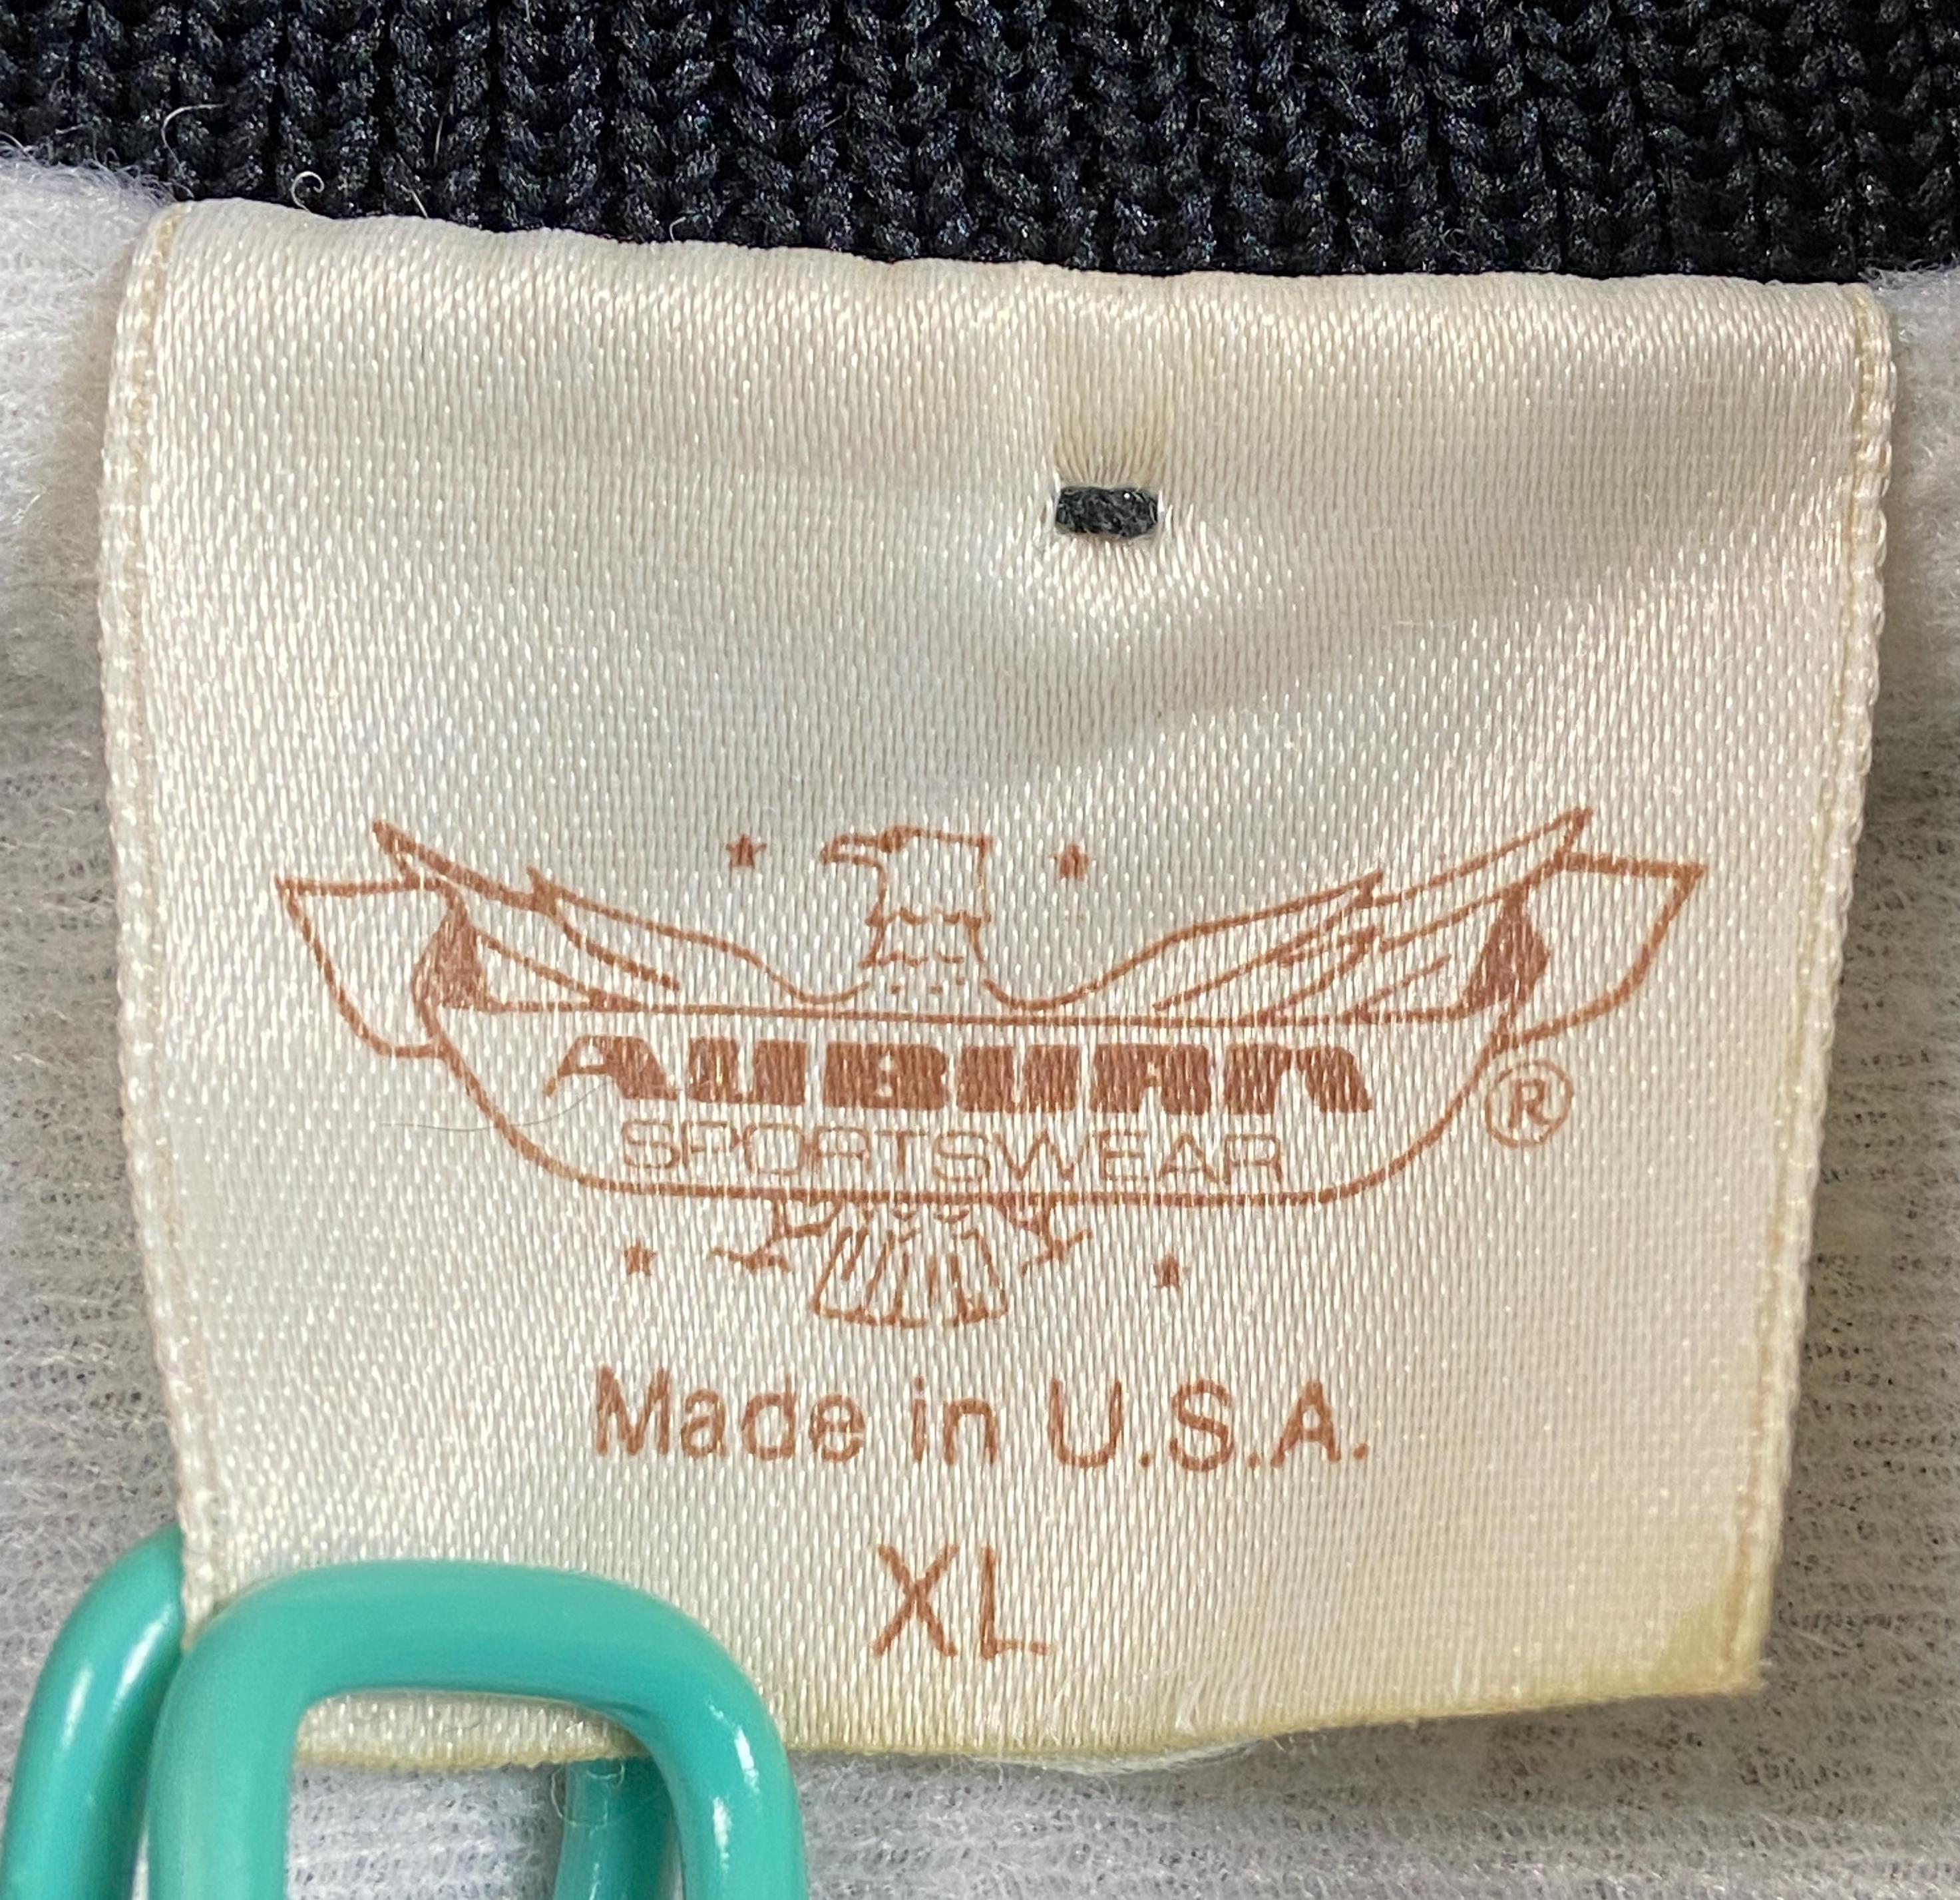 AUBURN
SPORTSWEAR
®
Made in U.S.A.
XL